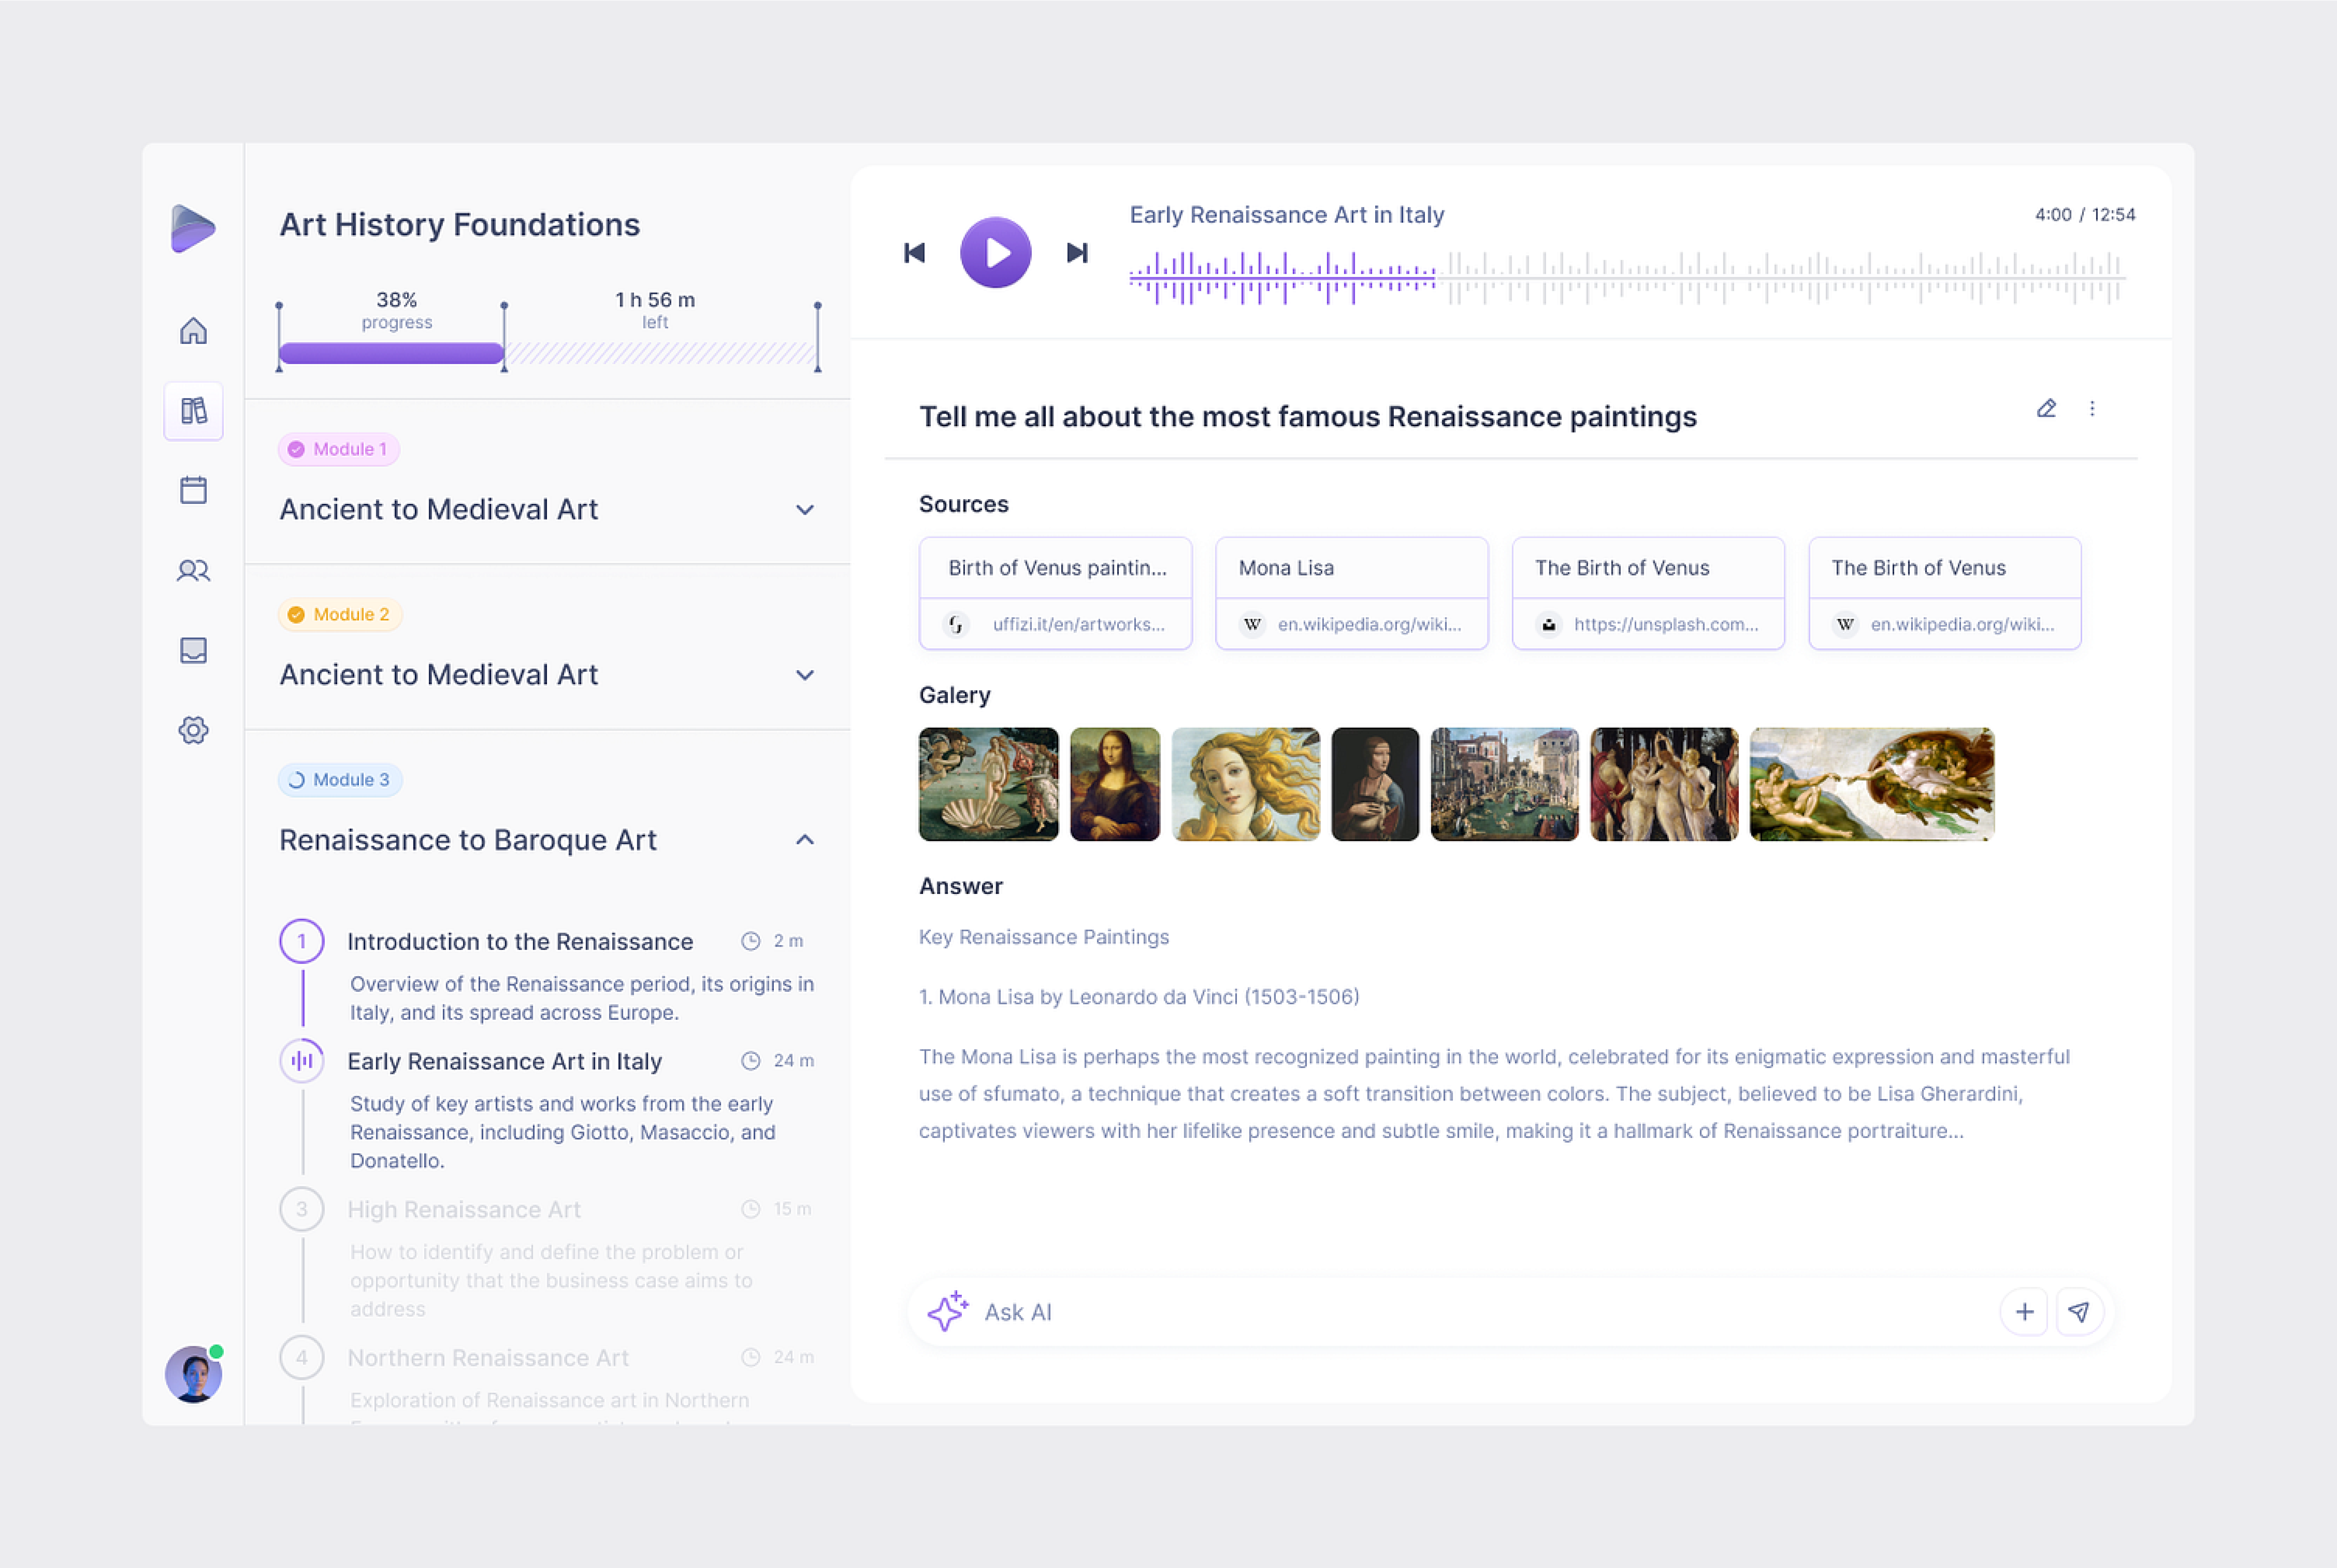 Art History Foundations
38%
progress
1 h 56 m
left
Module 1
Ancient to Medieval Art
Module 2
Ancient to Medieval Art
Module 3
Renaissance to Baroque Art
1
Introduction to the Renaissance
2 m
Overview of the Renaissance period, its origins in
Italy, and its spread across Europe.
Early Renaissance Art in Italy
24 m
Study of key artists and works from the early
Renaissance, including Giotto, Masaccio, and
Donatello.
3
High Renaissance Art
15 m
How to identify and define the problem or
opportunity that the business case aims to
address
4
Northern Renaissance Art
24 m
Exploration of Renaissance art in Northern
Early Renaissance Art in Italy
4:00 / 12:54
Tell me all about the most famous Renaissance paintings
Sources
Birth of Venus paintin...
uffizi.it/en/artworks...
Mona Lisa
W
en.wikipedia.org/wiki...
The Birth of Venus
https://unsplash.com...
The Birth of Venus
W
en.wikipedia.org/wiki...
Galery
Answer
Key Renaissance Paintings
1. Mona Lisa by Leonardo da Vinci (1503-1506)
The Mona Lisa is perhaps the most recognized painting in the world, celebrated for its enigmatic expression and masterful
use of sfumato, a technique that creates a soft transition between colors. The subject, believed to be Lisa Gherardini,
captivates viewers with her lifelike presence and subtle smile, making it a hallmark of Renaissance portraiture...
Ask AI